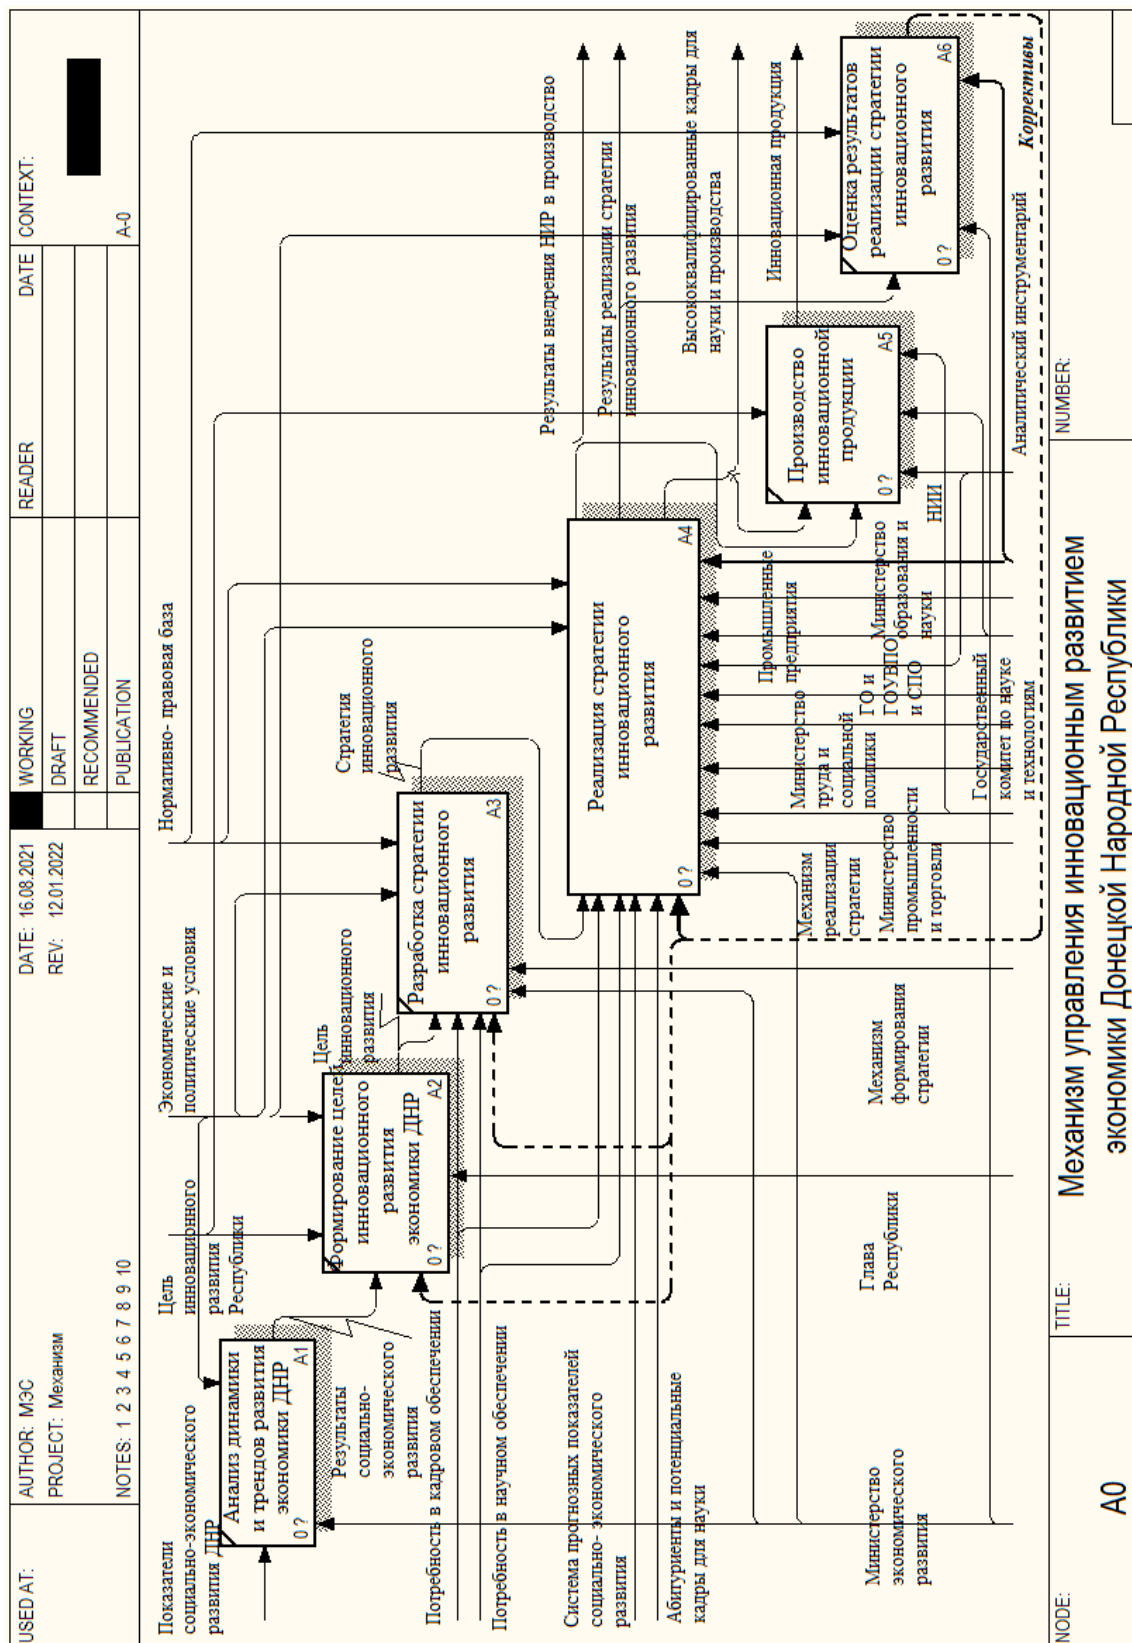 USED AT:
AUTHOR: МЭС
PROJECT: Механизм
NOTES: 1 2 3 4 5 6 7 8 9 10
DATE: 16.08.2021
REV: 12.01.2022
WORKING
DRAFT
RECOMMENDED
PUBLICATION
READER
DATE
CONTEXT:
A-0
Показатели
социально-экономического
развития ДНР
Цель
инновационного
развития
Республики
Экономические и
политические условия
Нормативно- правовая база
Анализ динамики
и трендов развития
экономики ДНР
0 ?
A1
Результаты
социально-
экономического
развития
Формирование целей
инновационного
развития
экономики ДНР
0 ?
A2
Цель
инновационного
развития
Разработка стратегии
инновационного
развития
0 ?
A3
Стратегия
инновационного
развития
Реализация стратегии
инновационного
развития
0 ?
A4
Результаты внедрения НИР в производство
Результаты реализации стратегии
инновационного развития
Высококвалифицированные кадры для
науки и производства
Инновационная продукция
Производство
инновационной
продукции
0 ?
A5
Оценка результатов
реализации стратегии
инновационного
развития
0 ?
A6
Потребность в кадровом обеспечении
Потребность в научном обеспечении
Система прогнозных показателей
социально- экономического
развития
Абитуриенты и потенциальные
кадры для науки
Министерство
экономического
развития
Глава
Республики
Механизм
формирования
стратегии
Механизм
реализации
стратегии
Министерство
промышленности
и торговли
Министерство
труда и
социальной
политики
Государственный
комитет по науке
и технологиям
Промышленные
предприятия
ГО и
ГОУВПО
и СПО
Министерство
образования и
науки
НИИ
Аналитический инструментарий
Коррективы
NODE:
A0
TITLE:
Механизм управления инновационным развитием
экономики Донецкой Народной Республики
NUMBER: